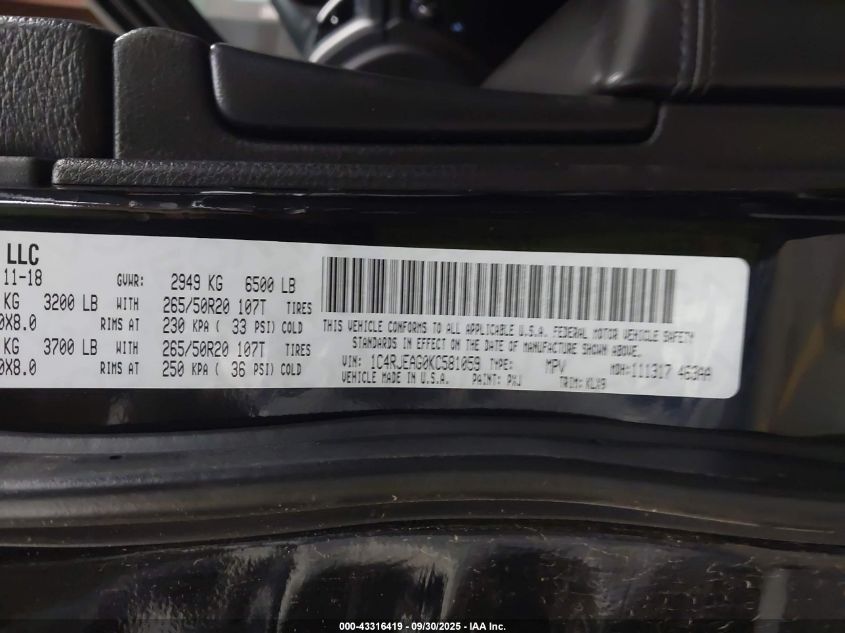 LLC
11-18 GVWR: 2949 KG 6500 LB
KG 3200 LB WITH 265/50R20 107T TIRES
0X8.0 RIMS AT 230 KPA ( 33 PSI) COLD
KG 3700 LB WITH 265/50R20 107T TIRES
0X8.0 RIMS AT 250 KPA ( 36 PSI) COLD
THIS VEHICLE CONFORMS TO ALL APPLICABLE U.S.A. FEDERAL MOTOR VEHICLE SAFETY
STANDARDS IN EFFECT ON THE DATE OF MANUFACTURE SHOWN ABOVE.
VIN: 1C4RJEAG0KC581059 TYPE: MPV MDH:111317 463AA
VEHICLE MADE IN U.S.A. PAINT: PXJ TRIM: KLX9
000-43316419 - 09/30/2025 - IAA Inc.